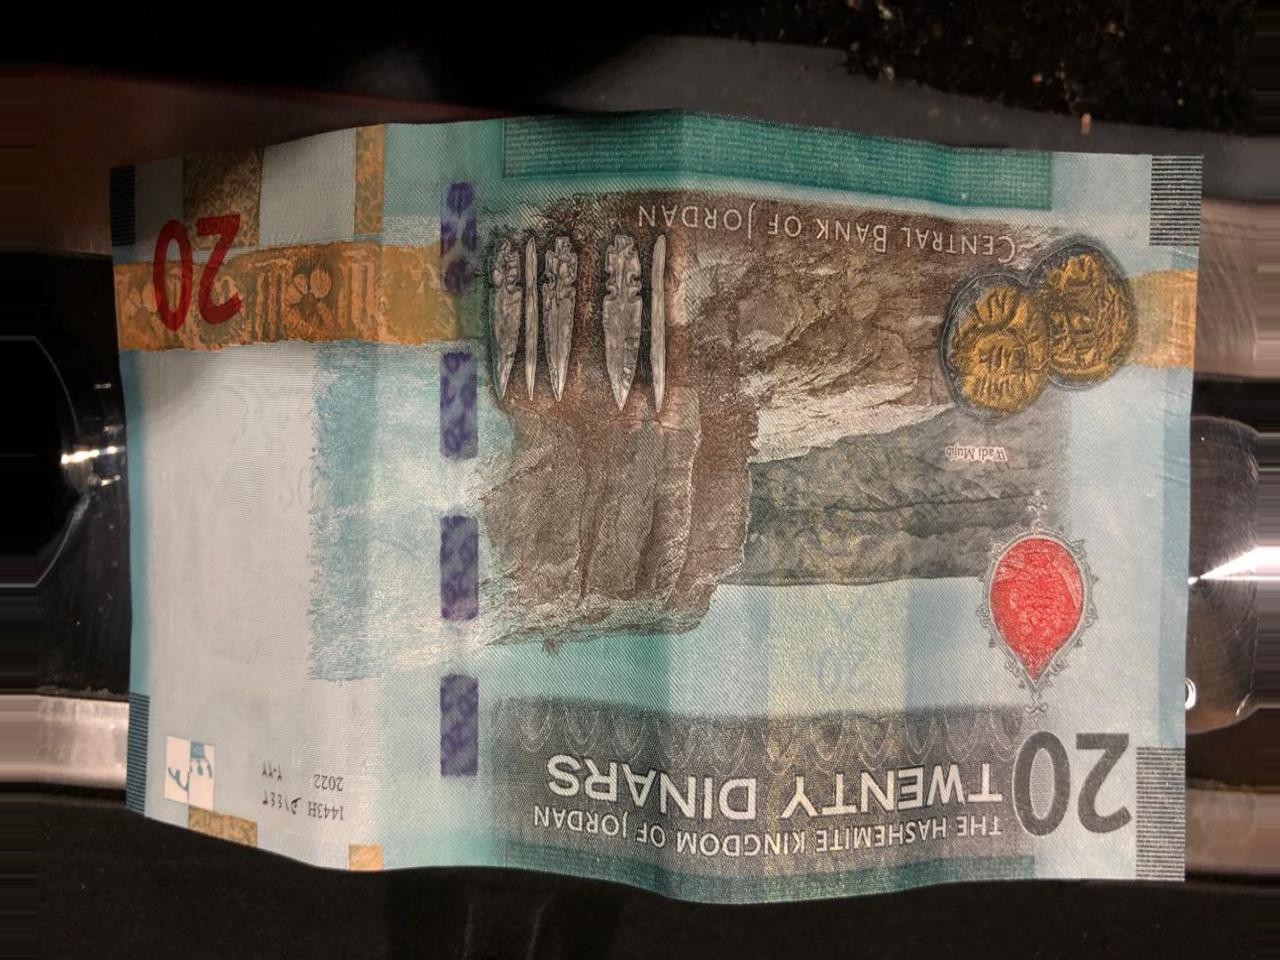 20
THE HASHEMITE KINGDOM OF JORDAN
TWENTY DINARS
1443H ١٤٤٣هـ
2022 ٢٠٢٢
20
Wadi Mujib
20
CENTRAL BANK OF JORDAN